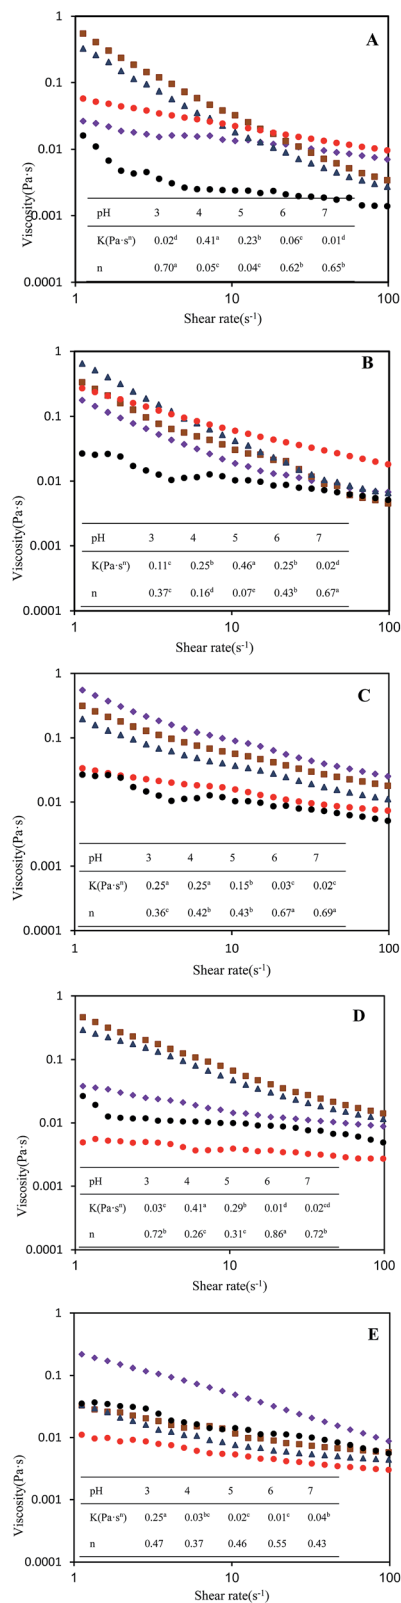 A
1
0.1
0.01
0.001
0.0001
Viscosity(Pa·s)
pH 3 4 5 6 7
K(Pa·sⁿ) 0.02ᵈ 0.41ᵃ 0.23ᵇ 0.06ᶜ 0.01ᵈ
n 0.70ᵃ 0.05ᶜ 0.04ᶜ 0.62ᵇ 0.65ᵇ
1 10 100
Shear rate(s⁻¹)
B
1
0.1
0.01
0.001
0.0001
Viscosity(Pa·s)
pH 3 4 5 6 7
K(Pa·sⁿ) 0.11ᶜ 0.25ᵇ 0.46ᵃ 0.25ᵇ 0.02ᵈ
n 0.37ᶜ 0.16ᵈ 0.07ᵉ 0.43ᵇ 0.67ᵃ
1 10 100
Shear rate(s⁻¹)
C
1
0.1
0.01
0.001
0.0001
Viscosity(Pa·s)
pH 3 4 5 6 7
K(Pa·sⁿ) 0.25ᵃ 0.25ᵃ 0.15ᵇ 0.03ᶜ 0.02ᶜ
n 0.36ᶜ 0.42ᵇ 0.43ᵇ 0.67ᵃ 0.69ᵃ
1 10 100
Shear rate(s⁻¹)
D
1
0.1
0.01
0.001
0.0001
Viscosity(Pa·s)
pH 3 4 5 6 7
K(Pa·sⁿ) 0.03ᶜ 0.41ᵃ 0.29ᵇ 0.01ᵈ 0.02ᶜᵈ
n 0.72ᵇ 0.26ᶜ 0.31ᶜ 0.86ᵃ 0.72ᵇ
1 10 100
Shear rate(s⁻¹)
E
1
0.1
0.01
0.001
0.0001
Viscosity(Pa·s)
pH 3 4 5 6 7
K(Pa·sⁿ) 0.25ᵃ 0.03ᵇᶜ 0.02ᶜ 0.01ᶜ 0.04ᵇ
n 0.47 0.37 0.46 0.55 0.43
1 10 100
Shear rate(s⁻¹)